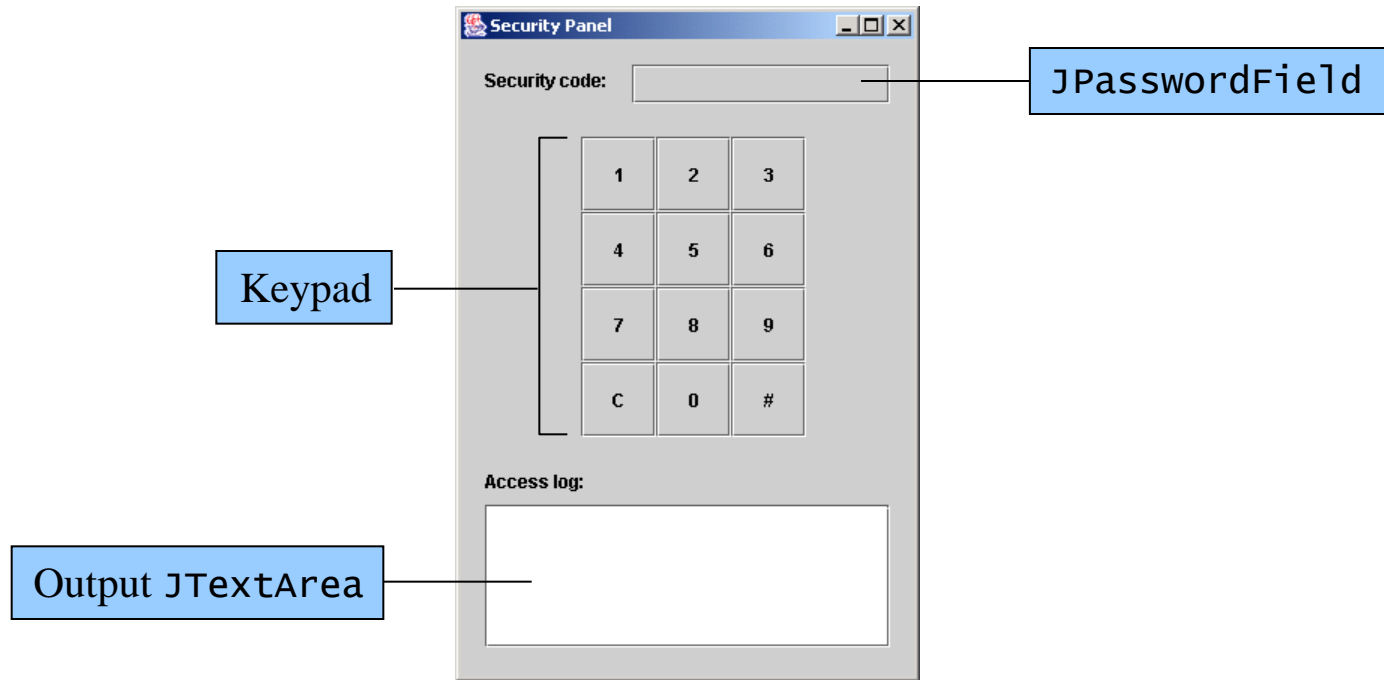 Security Panel
Security code:
JPasswordField
1 2 3
4 5 6
Keypad
7 8 9
C 0 #
Access log:
Output JTextArea